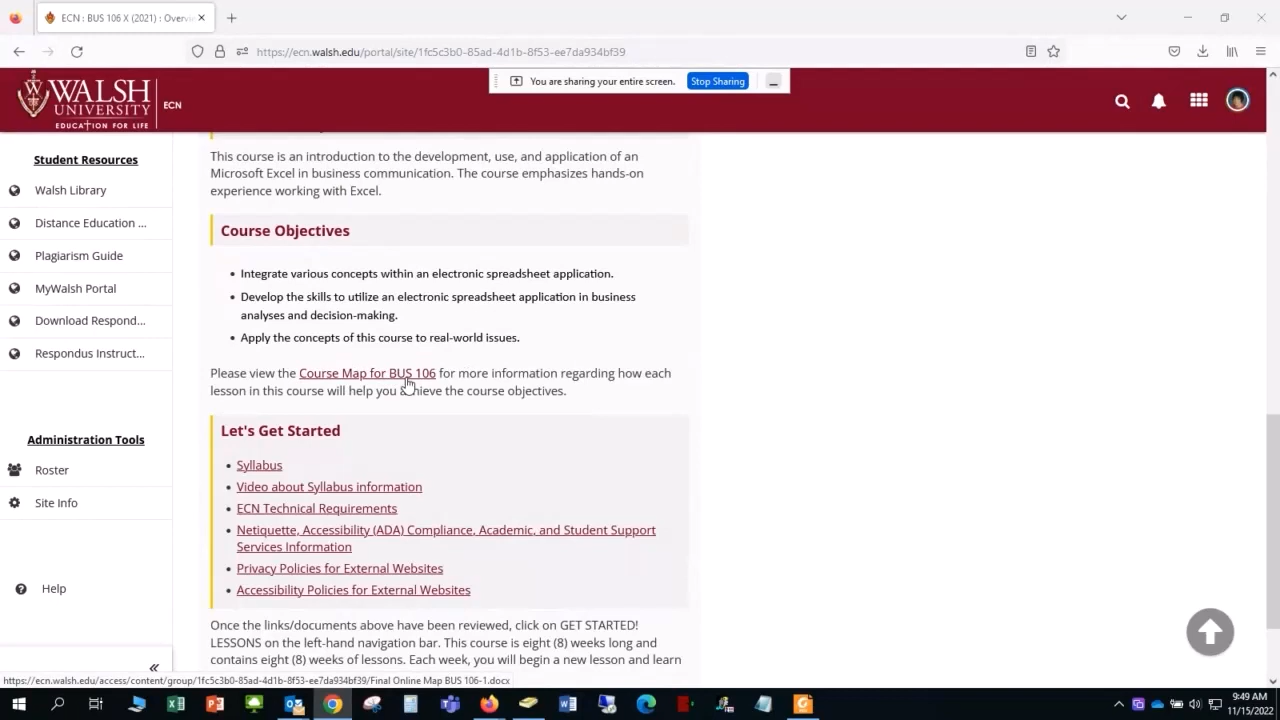 ECN : BUS 106 X (2021) : Overvi
https://ecn.walsh.edu/portal/site/1fc5c3b0-85ad-4d1b-8f53-ee7da934bf39
You are sharing your entire screen.
Stop Sharing
WALSH
UNIVERSITY
EDUCATION FOR LIFE
ECN
Student Resources
Walsh Library
Distance Education ...
Plagiarism Guide
MyWalsh Portal
Download Respond...
Respondus Instruct...
Administration Tools
Roster
Site Info
Help
This course is an introduction to the development, use, and application of an
Microsoft Excel in business communication. The course emphasizes hands-on
experience working with Excel.
Course Objectives
• Integrate various concepts within an electronic spreadsheet application.
• Develop the skills to utilize an electronic spreadsheet application in business
analyses and decision-making.
• Apply the concepts of this course to real-world issues.
Please view the Course Map for BUS 106 for more information regarding how each
lesson in this course will help you achieve the course objectives.
Let's Get Started
• Syllabus
• Video about Syllabus information
• ECN Technical Requirements
• Netiquette, Accessibility (ADA) Compliance, Academic, and Student Support
Services Information
• Privacy Policies for External Websites
• Accessibility Policies for External Websites
Once the links/documents above have been reviewed, click on GET STARTED!
LESSONS on the left-hand navigation bar. This course is eight (8) weeks long and
contains eight (8) weeks of lessons. Each week, you will begin a new lesson and learn
https://ecn.walsh.edu/access/content/group/1fc5c3b0-85ad-4d1b-8f53-ee7da934bf39/Final Online Map BUS 106-1.docx
9:49 AM
11/15/2022